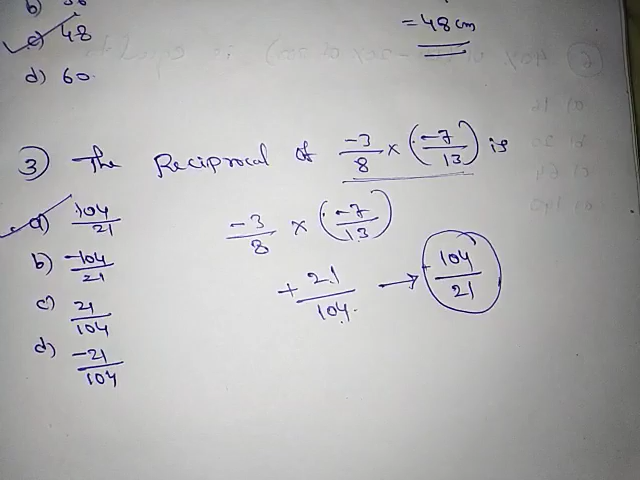 b)
= 48 cm
c) 48
d) 60
3) The Reciprocal of -3/8 × (-7/13) is
a) 104/21
b) -104/21
c) 21/104
d) -21/104
-3/8 × (-7/13)
+ 21/104 → 104/21